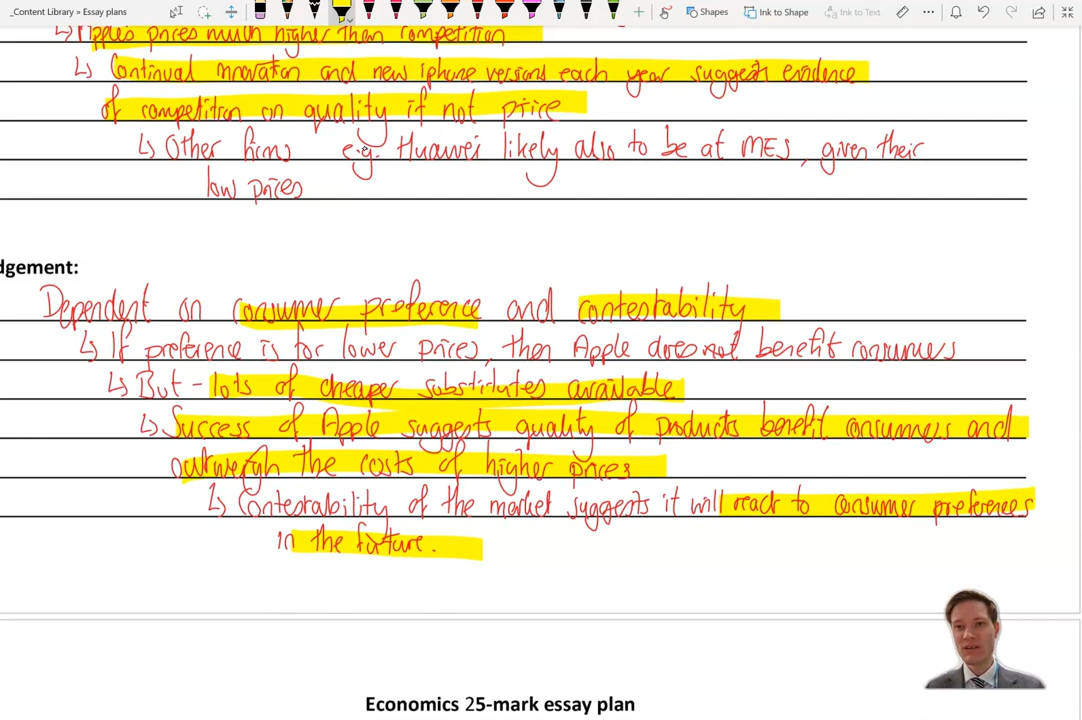 _Content Library » Essay plans
Shapes
Ink to Shape
Ink to Text
↳ Apples prices much higher than competition
↳ Continual innovation and new iphone versions each year suggests evidence
of competition on quality if not price
↳ Other firms e.g. Huawei likely also to be at MES, given their
low prices
dgement:
Dependent on consumer preference and contestability
↳ If preference is for lower prices, then Apple does not benefit consumers
↳ But - lots of cheaper substitutes available
↳ Success of Apple suggests quality of products benefit consumers and
outweigh the costs of higher prices
↳ Contestability of the market suggests it will react to consumer preferences
in the future.
Economics 25-mark essay plan